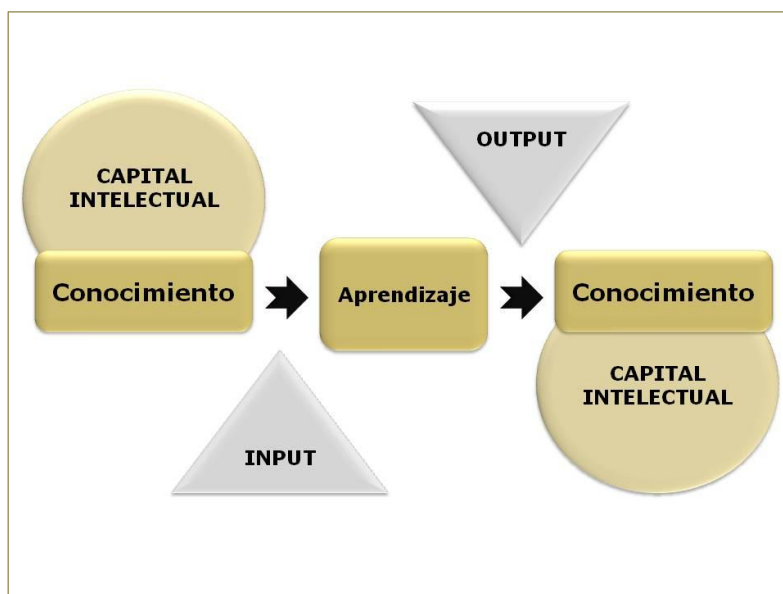 CAPITAL
INTELECTUAL
Conocimiento
INPUT
Aprendizaje
OUTPUT
Conocimiento
CAPITAL
INTELECTUAL